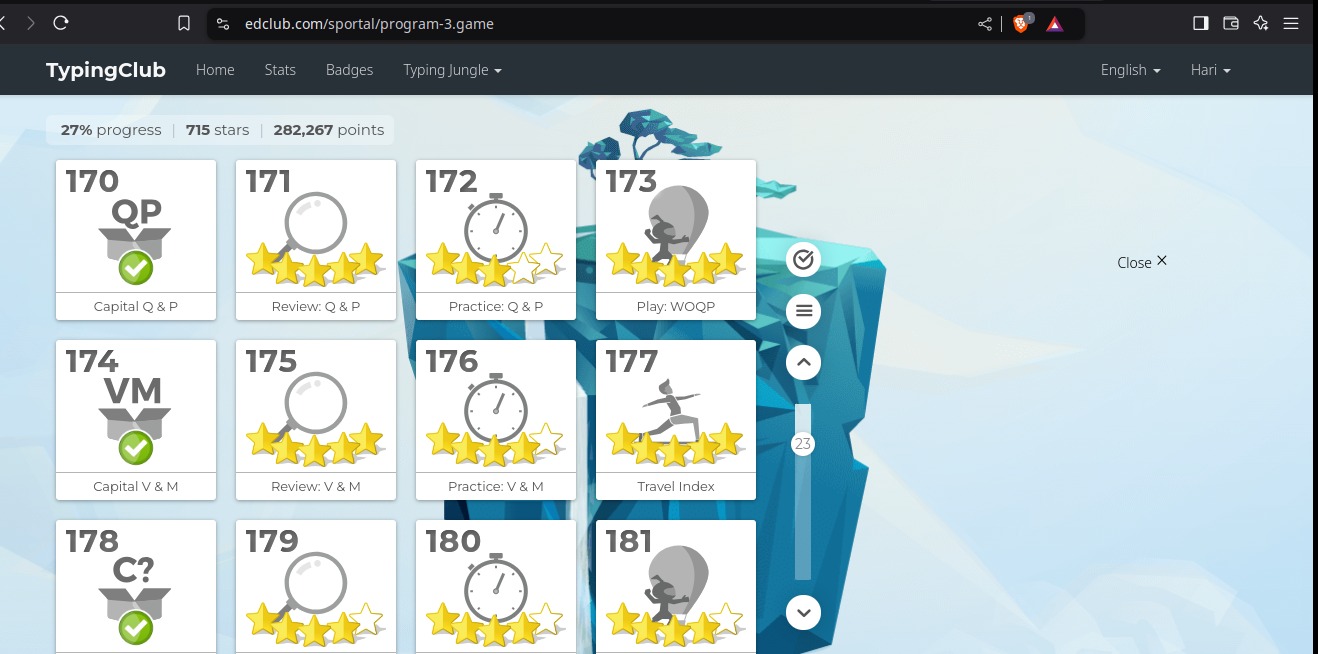 edclub.com/sportal/program-3.game
1
TypingClub Home Stats Badges Typing Jungle English Hari
27% progress | 715 stars | 282,267 points
170 171 172 173
QP
Capital Q & P Review: Q & P Practice: Q & P Play: WOQP
Close ×
174 175 176 177
VM
23
Capital V & M Review: V & M Practice: V & M Travel Index
178 179 180 181
C?